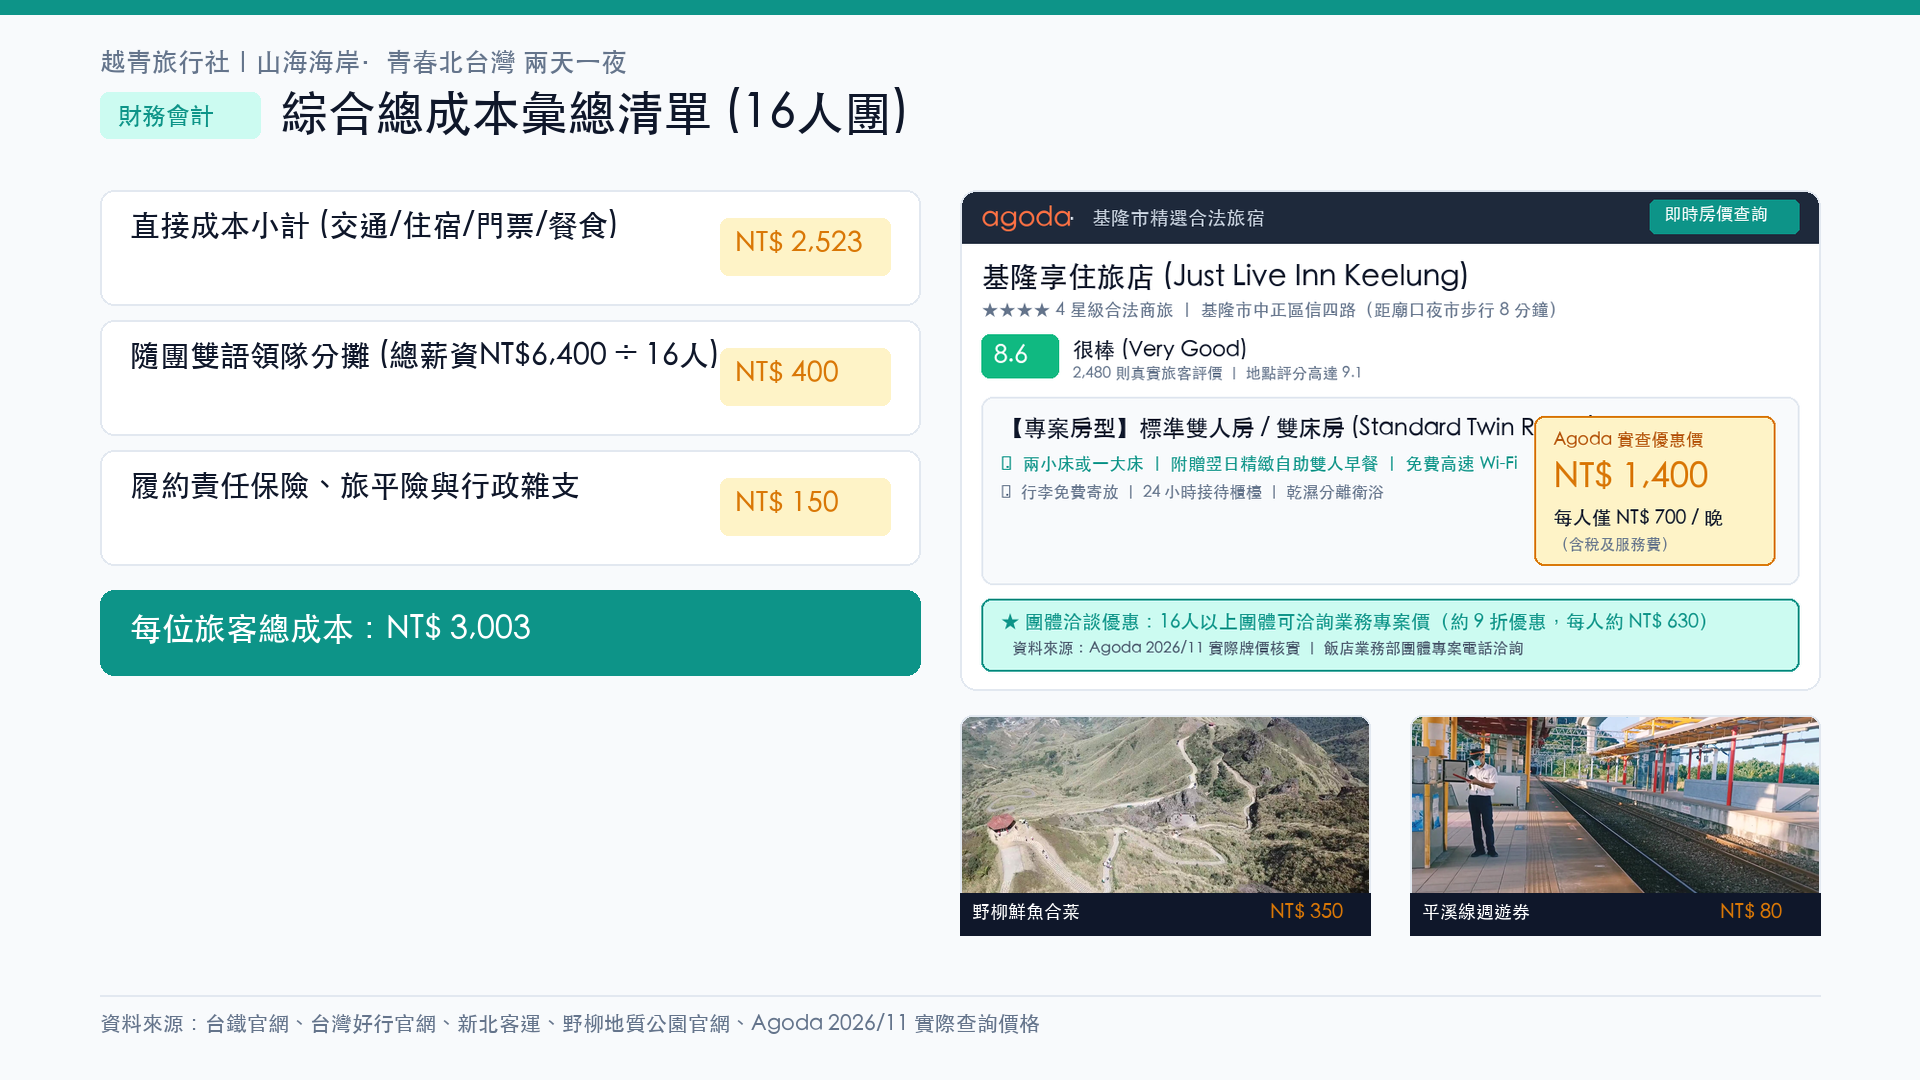 越青旅行社 | 山海海岸· 青春北台灣 兩天一夜
財務會計
綜合總成本彙總清單 (16人團)
直接成本小計 (交通/住宿/門票/餐食)
NT$ 2,523
隨團雙語領隊分攤 (總薪資NT$6,400 ÷ 16人)
NT$ 400
履約責任保險、旅平險與行政雜支
NT$ 150
每位旅客總成本：NT$ 3,003
agoda· 基隆市精選合法旅宿
即時房價查詢
基隆享住旅店 (Just Live Inn Keelung)
★★★★ 4 星級合法商旅 | 基隆市中正區信四路 (距廟口夜市步行 8 分鐘)
8.6
很棒 (Very Good)
2,480 則真實旅客評價 | 地點評分高達 9.1
【專案房型】標準雙人房 / 雙床房 (Standard Twin R
兩小床或一大床 | 附贈翌日精緻自助雙人早餐 | 免費高速 Wi-Fi
行李免費寄放 | 24 小時接待櫃檯 | 乾濕分離衛浴
Agoda 實查優惠價
NT$ 1,400
每人僅 NT$ 700 / 晚
(含稅及服務費)
★ 團體洽談優惠：16人以上團體可洽詢業務專案價 (約 9 折優惠，每人約 NT$ 630)
資料來源：Agoda 2026/11 實際牌價核實 | 飯店業務部團體專案電話洽詢
野柳鮮魚合菜
NT$ 350
平溪線週遊券
NT$ 80
資料來源：台鐵官網、台灣好行官網、新北客運、野柳地質公園官網、Agoda 2026/11 實際查詢價格